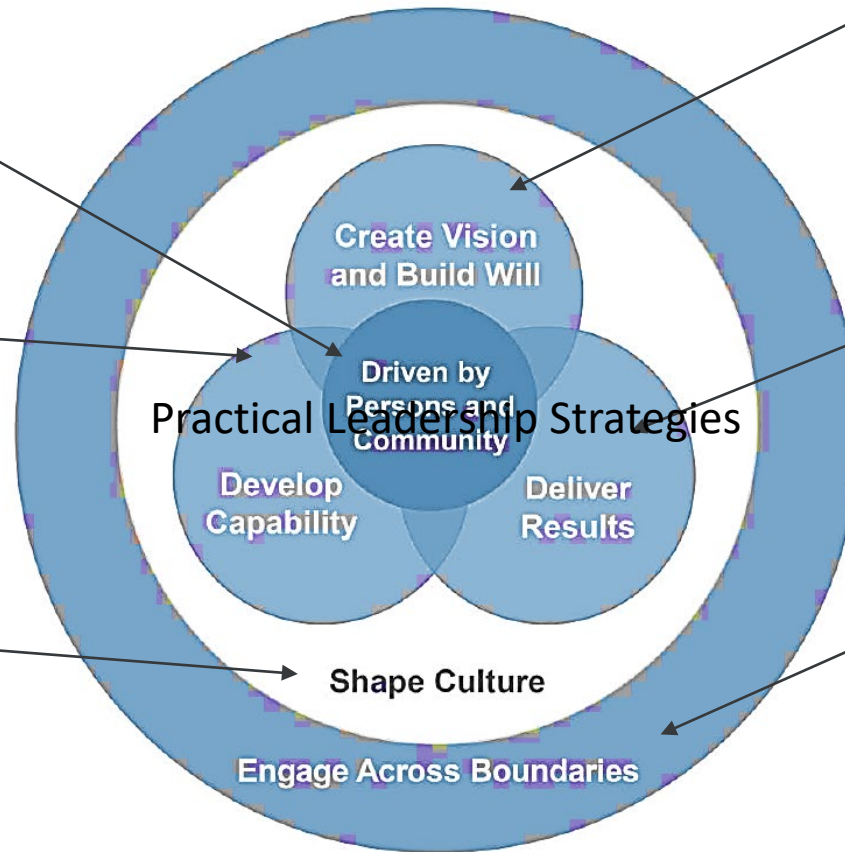 Create Vision
and Build Will
Driven by
Persons and
Community
Practical Leadership Strategies
Develop
Capability
Deliver
Results
Shape Culture
Engage Across Boundaries